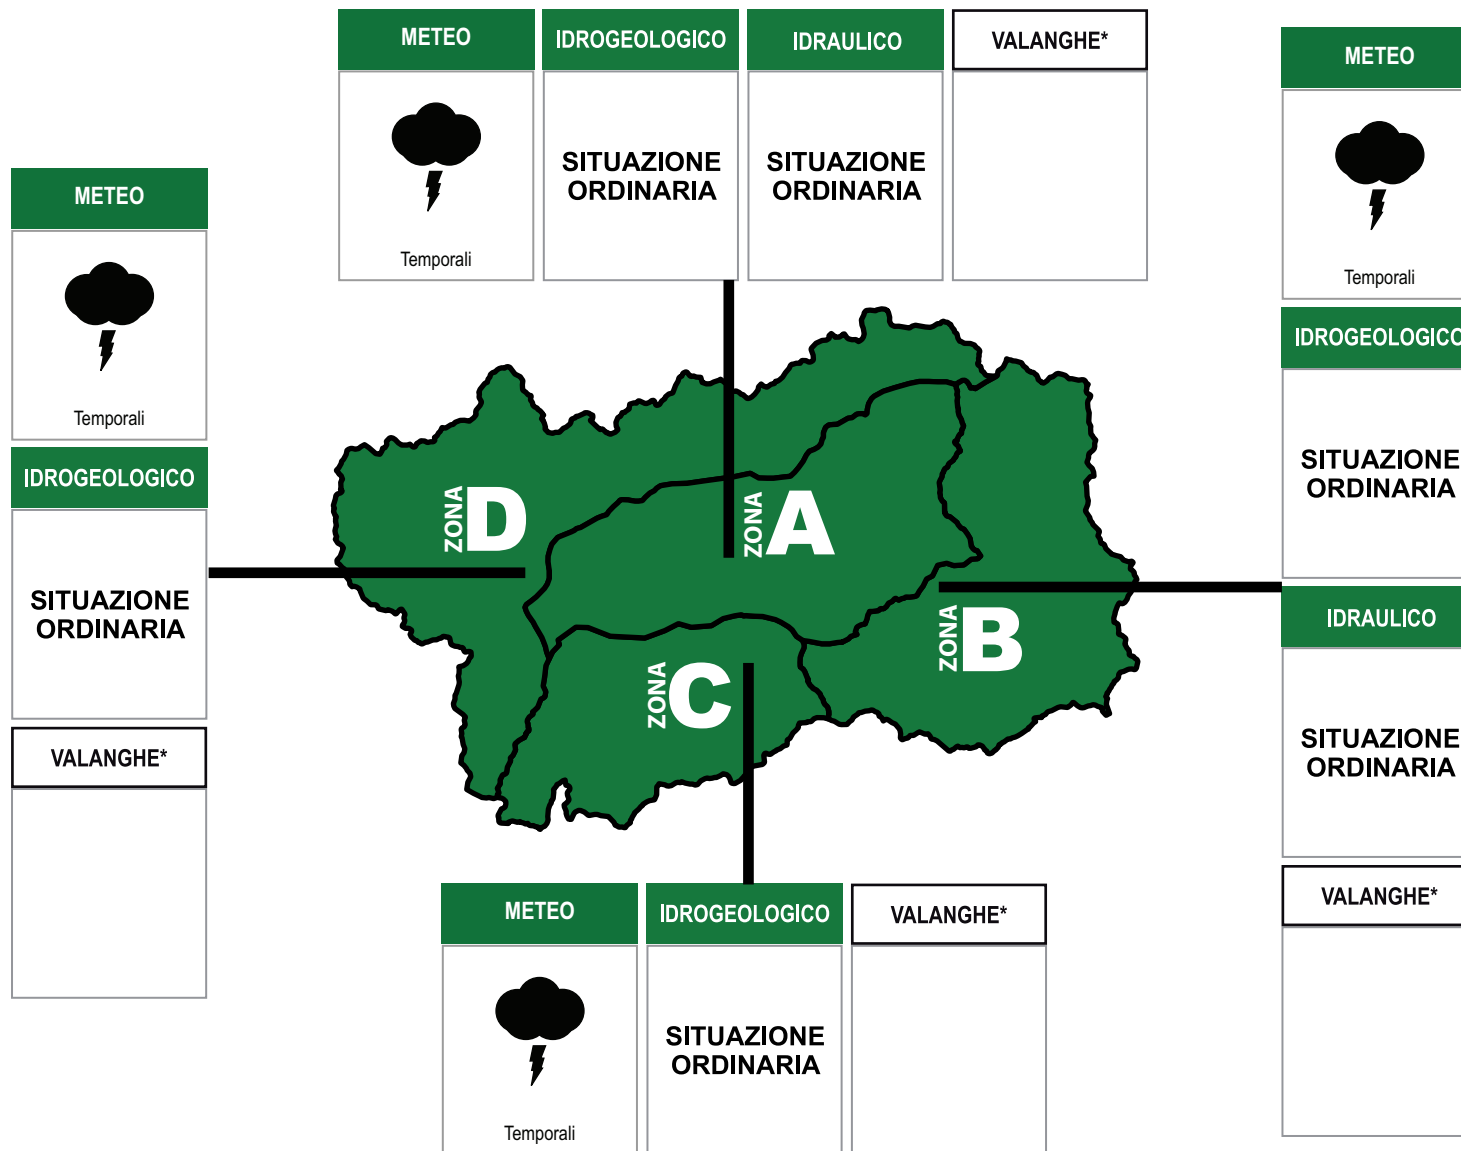 METEO
IDROGEOLOGICO
IDRAULICO
VALANGHE*
Temporali
SITUAZIONE
ORDINARIA
SITUAZIONE
ORDINARIA
METEO
Temporali
IDROGEOLOGICO
SITUAZIONE
ORDINARIA
VALANGHE*
METEO
Temporali
IDROGEOLOGICO
SITUAZIONE
ORDINARIA
IDRAULICO
SITUAZIONE
ORDINARIA
VALANGHE*
ZONA D
ZONA A
ZONA B
ZONA C
METEO
IDROGEOLOGICO
VALANGHE*
Temporali
SITUAZIONE
ORDINARIA